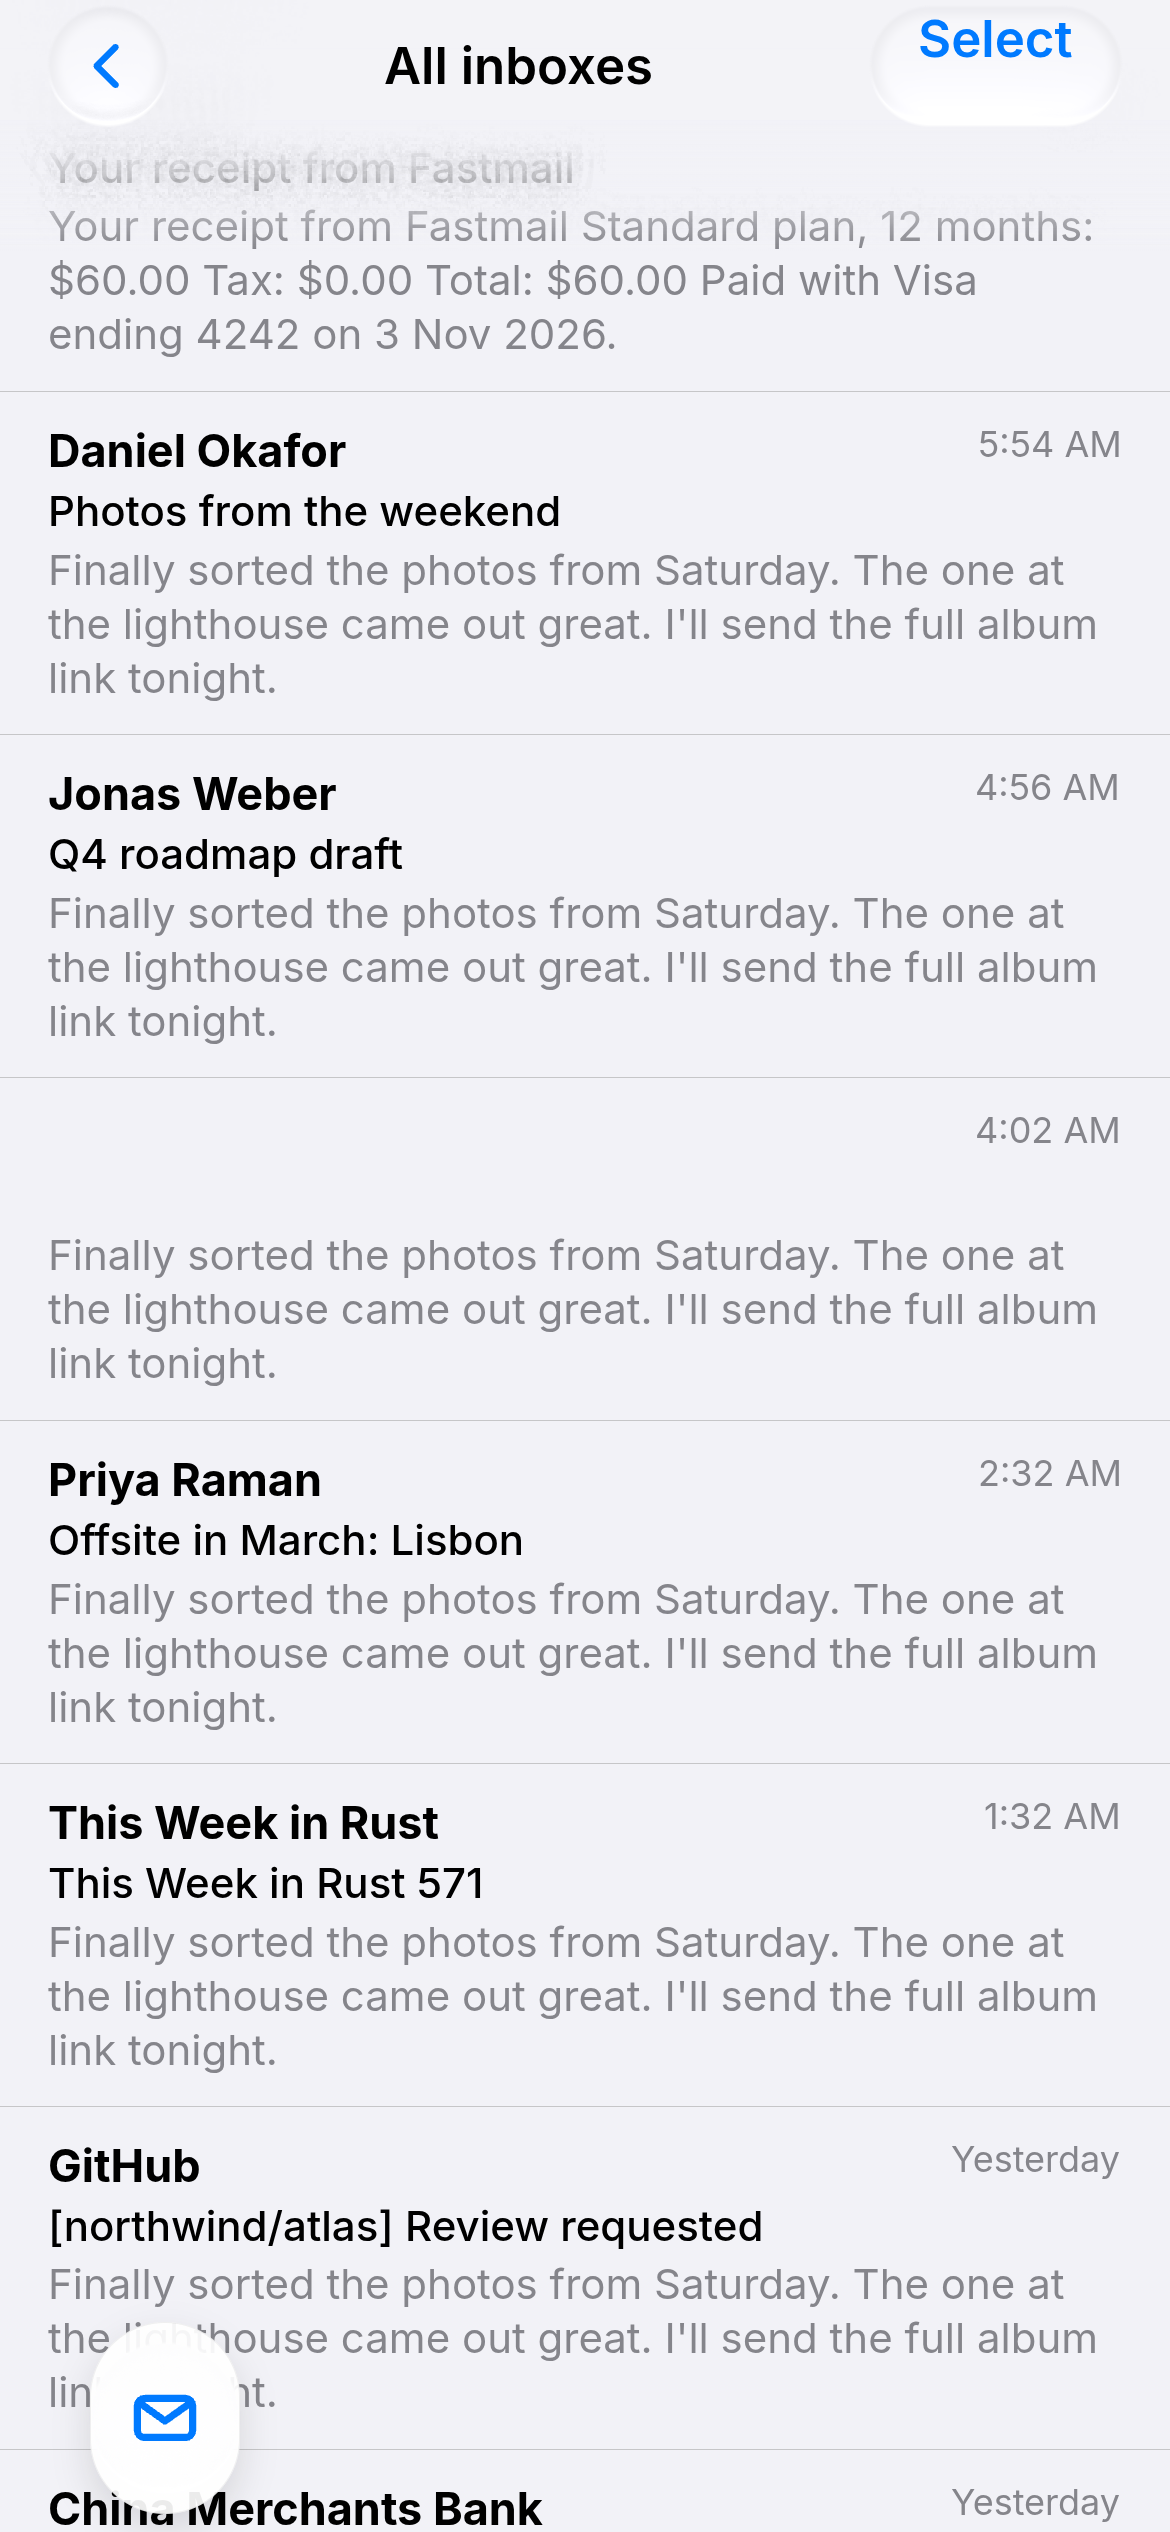 All inboxes
Select
Your receipt from Fastmail
Your receipt from Fastmail Standard plan, 12 months:
$60.00 Tax: $0.00 Total: $60.00 Paid with Visa
ending 4242 on 3 Nov 2026.
Daniel Okafor
5:54 AM
Photos from the weekend
Finally sorted the photos from Saturday. The one at
the lighthouse came out great. I'll send the full album
link tonight.
Jonas Weber
4:56 AM
Q4 roadmap draft
Finally sorted the photos from Saturday. The one at
the lighthouse came out great. I'll send the full album
link tonight.
4:02 AM
Finally sorted the photos from Saturday. The one at
the lighthouse came out great. I'll send the full album
link tonight.
Priya Raman
2:32 AM
Offsite in March: Lisbon
Finally sorted the photos from Saturday. The one at
the lighthouse came out great. I'll send the full album
link tonight.
This Week in Rust
1:32 AM
This Week in Rust 571
Finally sorted the photos from Saturday. The one at
the lighthouse came out great. I'll send the full album
link tonight.
GitHub
Yesterday
[northwind/atlas] Review requested
Finally sorted the photos from Saturday. The one at
the lighthouse came out great. I'll send the full album
China Merchants Bank
Yesterday